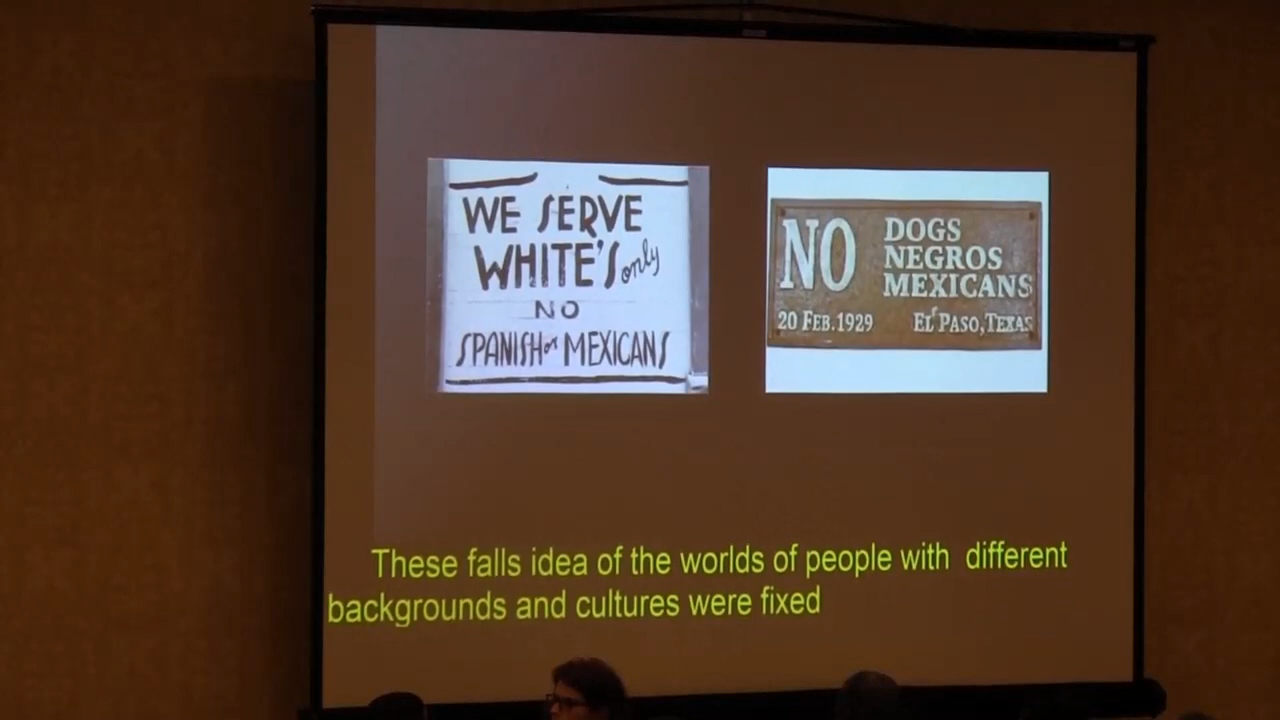 WE SERVE
WHITE'S only
NO
SPANISH or MEXICANS
NO DOGS
NEGROS
MEXICANS
20 FEB. 1929 EL PASO, TEXAS
These falls idea of the worlds of people with different
backgrounds and cultures were fixed